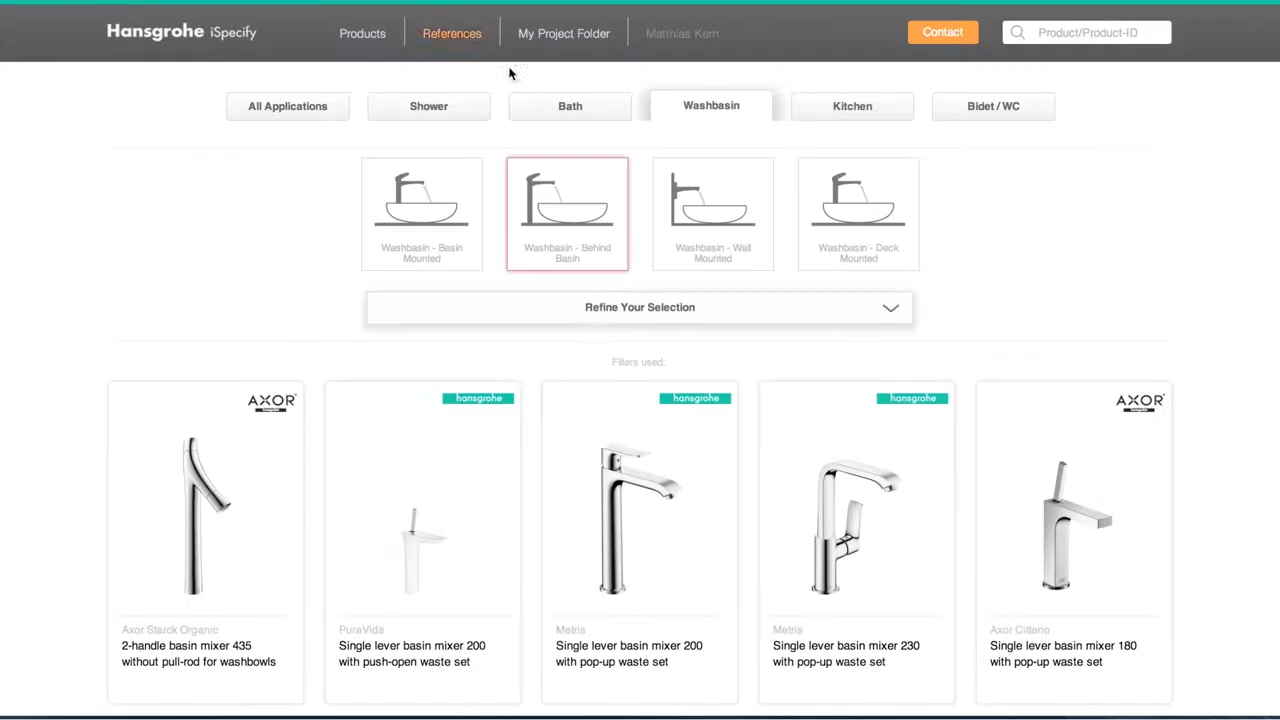 Hansgrohe iSpecify
Products
References
My Project Folder
Matthias Kern
Contact
Product/Product-ID
All Applications
Shower
Bath
Washbasin
Kitchen
Bidet / WC
Washbasin - Basin
Mounted
Washbasin - Behind
Basin
Washbasin - Wall
Mounted
Washbasin - Deck
Mounted
Refine Your Selection
Filters used:
AXOR
hansgrohe
hansgrohe
hansgrohe
hansgrohe
AXOR
hansgrohe
Axor Starck Organic
2-handle basin mixer 435
without pull-rod for washbowls
PuraVida
Single lever basin mixer 200
with push-open waste set
Metris
Single lever basin mixer 200
with pop-up waste set
Metris
Single lever basin mixer 230
with pop-up waste set
Axor Citterio
Single lever basin mixer 180
with pop-up waste set